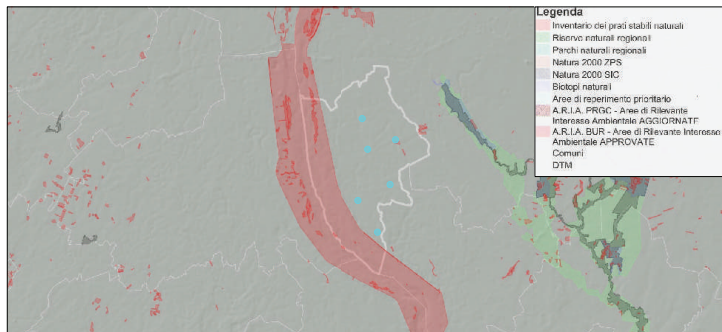 Legenda
Inventario dei prati stabili naturali
Riserve naturali regionali
Parchi naturali regionali
Natura 2000 ZPS
Natura 2000 SIC
Biotopi naturali
Aree di reperimento prioritario
A.R.I.A. PRGC - Aree di Rilevante
Interesse Ambientale AGGIORNATE
A.R.I.A. BUR - Aree di Rilevante Interesse
Ambientale APPROVATE
Comuni
DTM